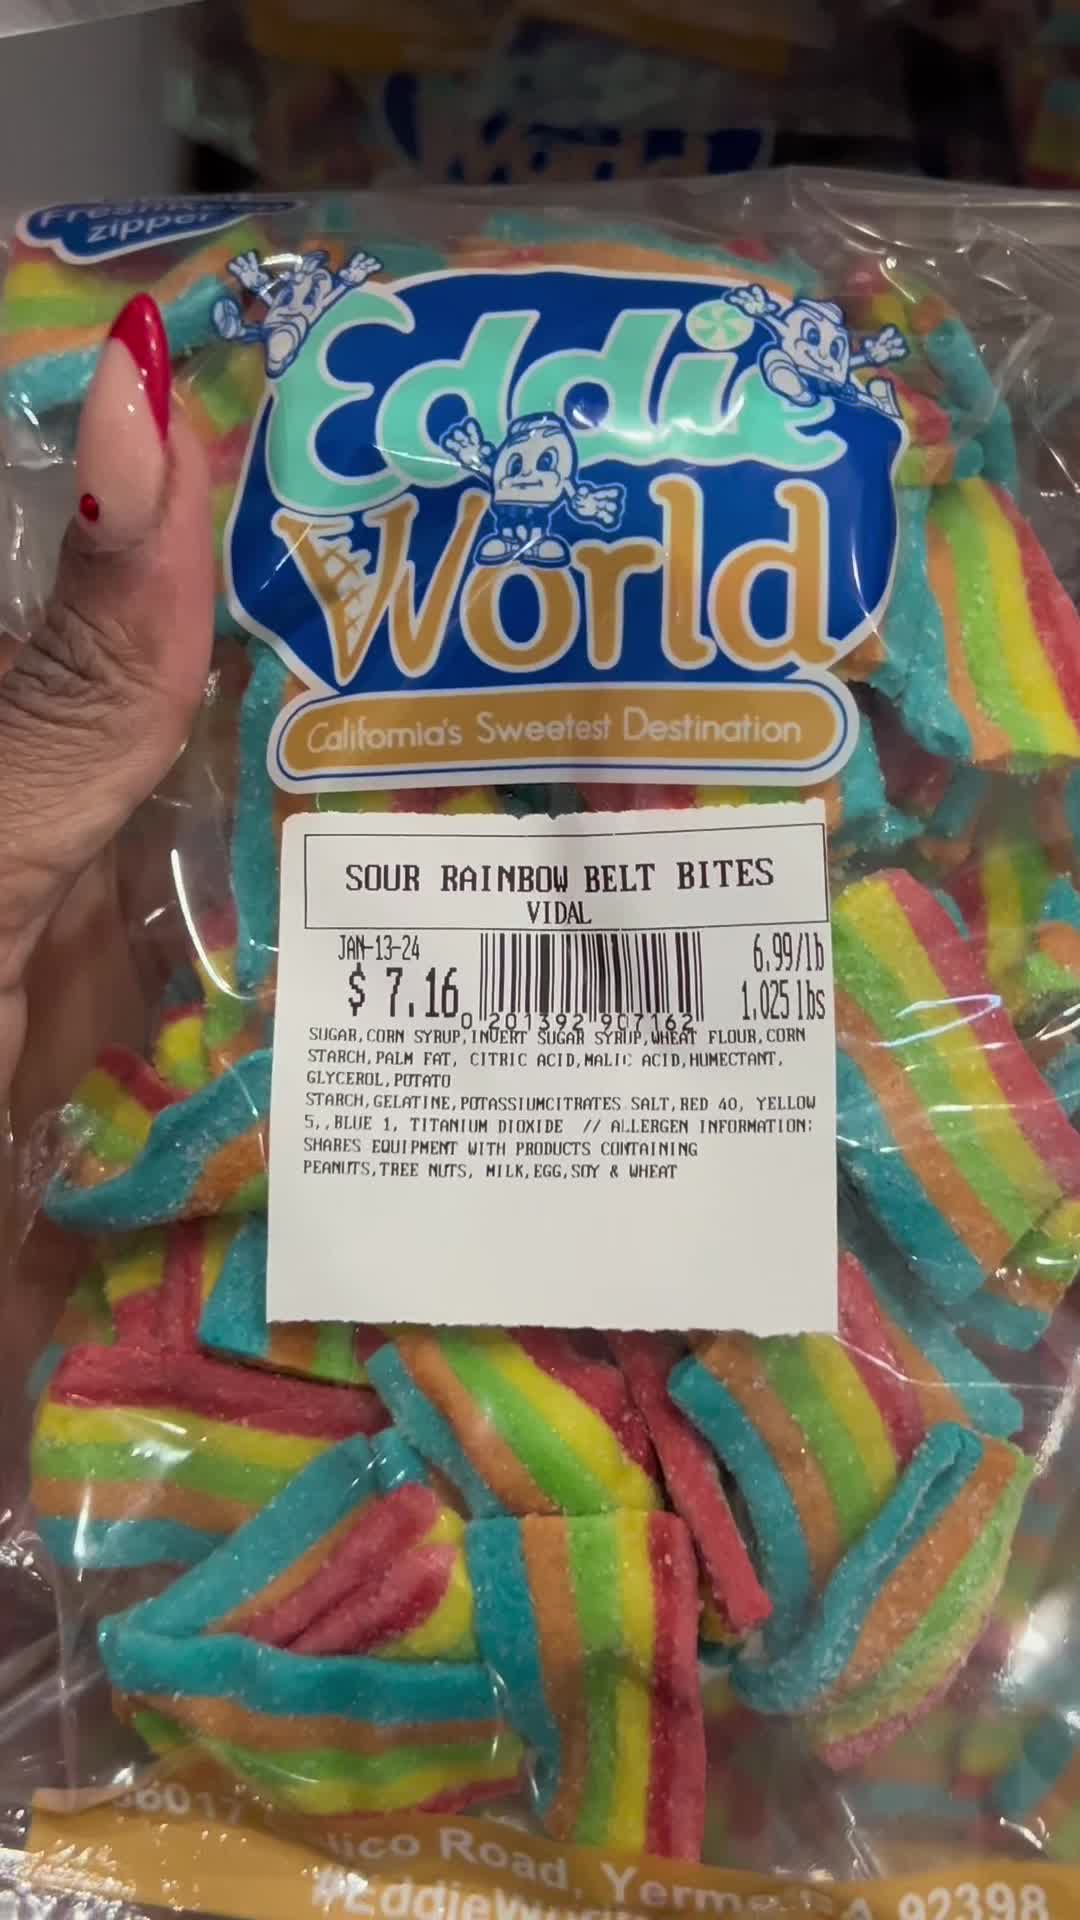 zipper
Eddie
World
California's Sweetest Destination
SOUR RAINBOW BELT BITES
VIDAL
JAN-13-24
$ 7.16
6.99/lb
1.025 lbs
0 201392 907162
SUGAR,CORN SYRUP,INVERT SUGAR SYRUP,WHEAT FLOUR,CORN
STARCH,PALM FAT, CITRIC ACID,MALIC ACID,HUMECTANT,
GLYCEROL,POTATO
STARCH,GELATINE,POTASSIUMCITRATES SALT,RED 40, YELLOW
5,,BLUE 1, TITANIUM DIOXIDE // ALLERGEN INFORMATION:
SHARES EQUIPMENT WITH PRODUCTS CONTAINING
PEANUTS,TREE NUTS, MILK,EGG,SOY & WHEAT
Road, CA 92398